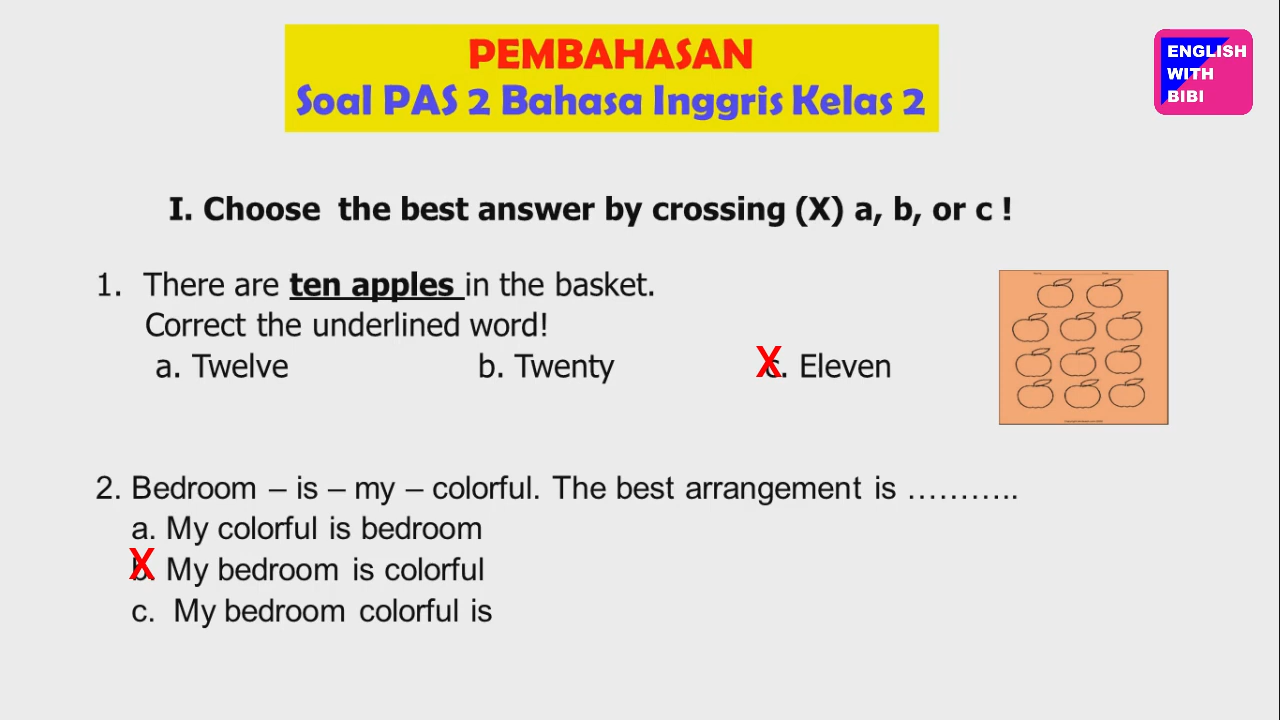 PEMBAHASAN
Soal PAS 2 Bahasa Inggris Kelas 2
ENGLISH
WITH
BIBI
I. Choose the best answer by crossing (X) a, b, or c !
1. There are ten apples in the basket.
Correct the underlined word!
a. Twelve b. Twenty X c. Eleven
2. Bedroom – is – my – colorful. The best arrangement is ………..
a. My colorful is bedroom
X b. My bedroom is colorful
c. My bedroom colorful is